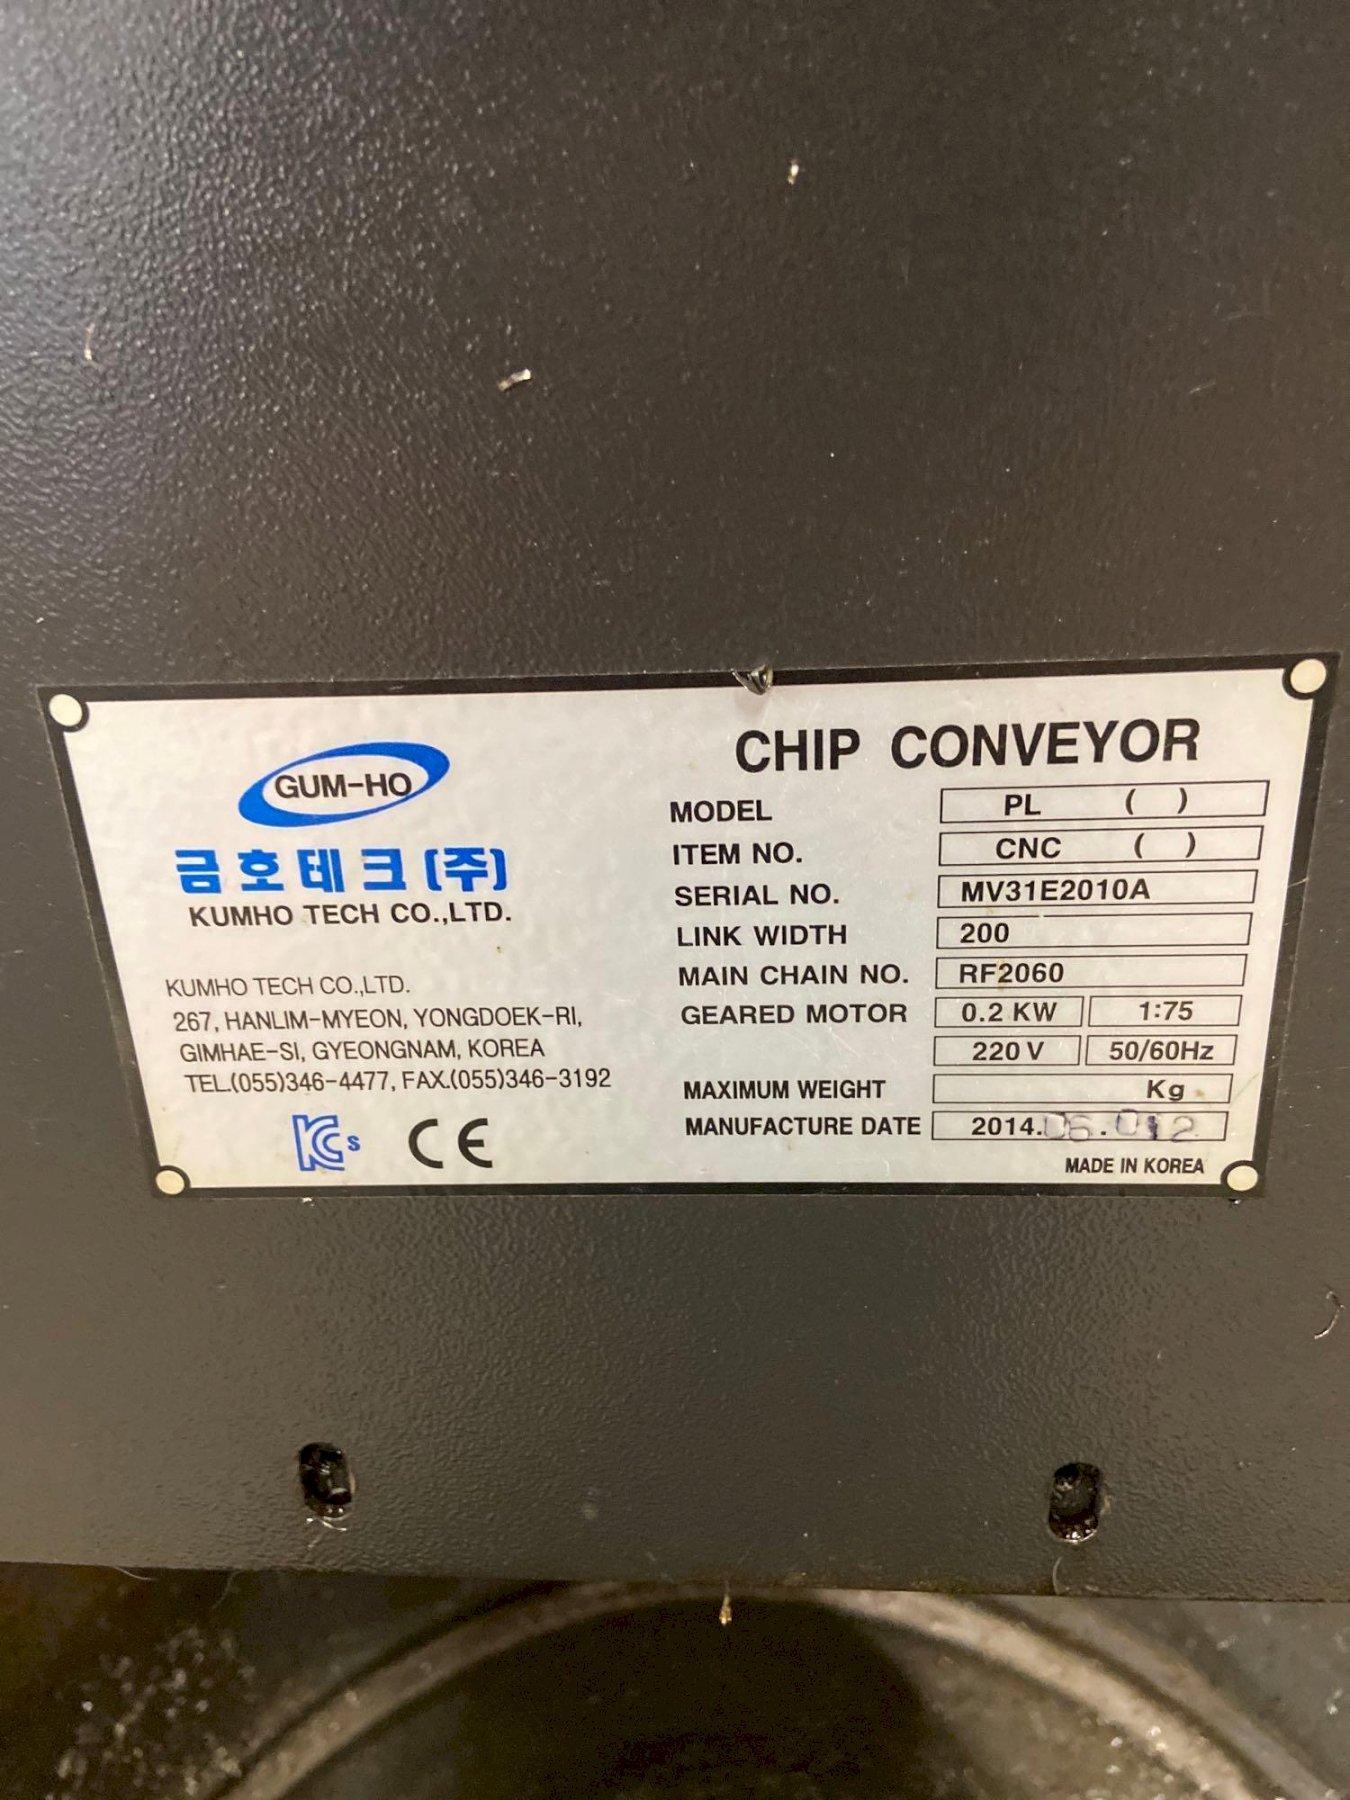 GUM-HO
금호테크(주)
KUMHO TECH CO.,LTD.
KUMHO TECH CO.,LTD.
267, HANLIM-MYEON, YONGDOEK-RI,
GIMHAE-SI, GYEONGNAM, KOREA
TEL.(055)346-4477, FAX.(055)346-3192
KCs CE
CHIP CONVEYOR
MODEL PL ( )
ITEM NO. CNC ( )
SERIAL NO. MV31E2010A
LINK WIDTH 200
MAIN CHAIN NO. RF2060
GEARED MOTOR 0.2 KW 1:75
220 V 50/60Hz
MAXIMUM WEIGHT Kg
MANUFACTURE DATE 2014.06.012
MADE IN KOREA